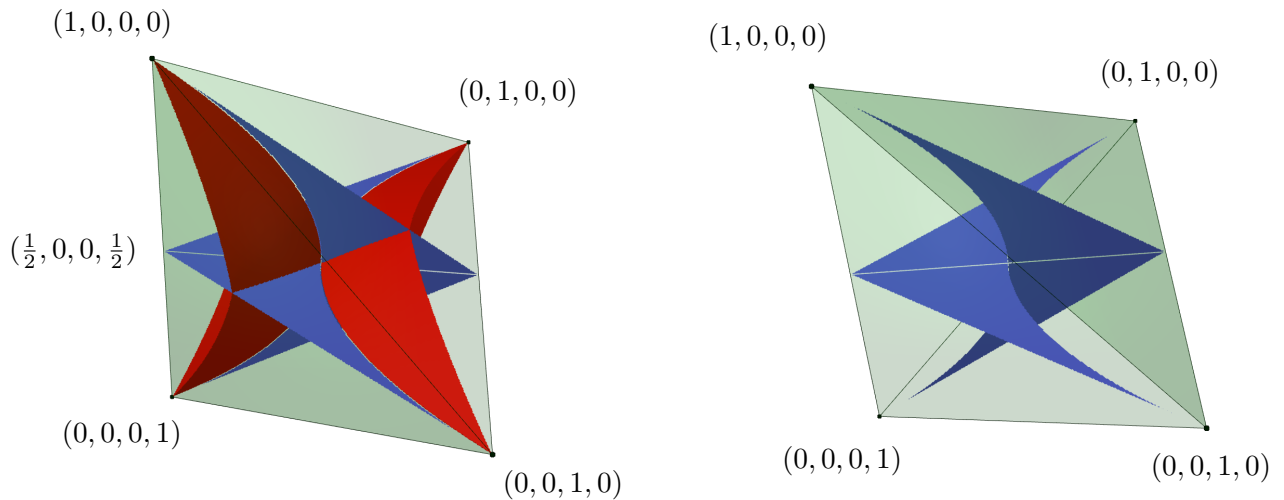 (1, 0, 0, 0)
(0, 1, 0, 0)
(½, 0, 0, ½)
(0, 0, 0, 1)
(0, 0, 1, 0)
(1, 0, 0, 0)
(0, 1, 0, 0)
(0, 0, 0, 1)
(0, 0, 1, 0)